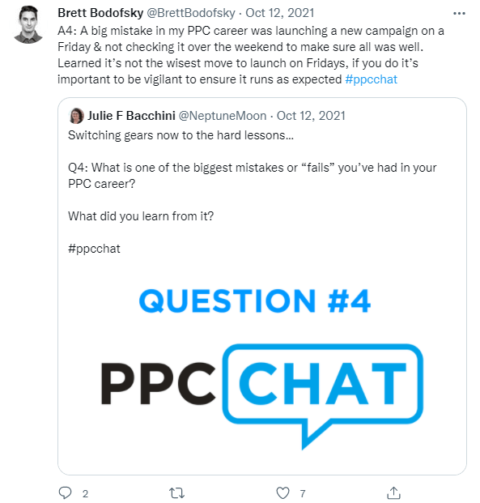 Brett Bodofsky @BrettBodofsky · Oct 12, 2021
A4: A big mistake in my PPC career was launching a new campaign on a
Friday & not checking it over the weekend to make sure all was well.
Learned it's not the wisest move to launch on Fridays, if you do it's
important to be vigilant to ensure it runs as expected #ppcchat
Julie F Bacchini @NeptuneMoon · Oct 12, 2021
Switching gears now to the hard lessons...
Q4: What is one of the biggest mistakes or "fails" you've had in your
PPC career?
What did you learn from it?
#ppcchat
QUESTION #4
PPC CHAT
2 7